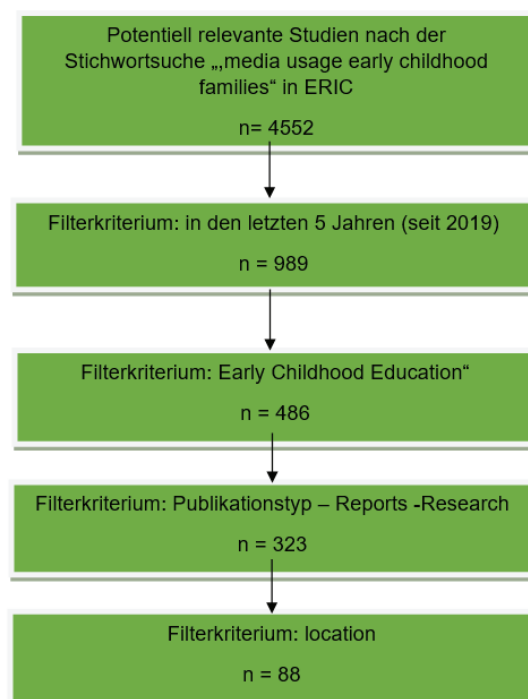 Potentiell relevante Studien nach der
Stichwortsuche „„media usage early childhood
families“ in ERIC
n= 4552
Filterkriterium: in den letzten 5 Jahren (seit 2019)
n = 989
Filterkriterium: Early Childhood Education“
n = 486
Filterkriterium: Publikationstyp – Reports -Research
n = 323
Filterkriterium: location
n = 88